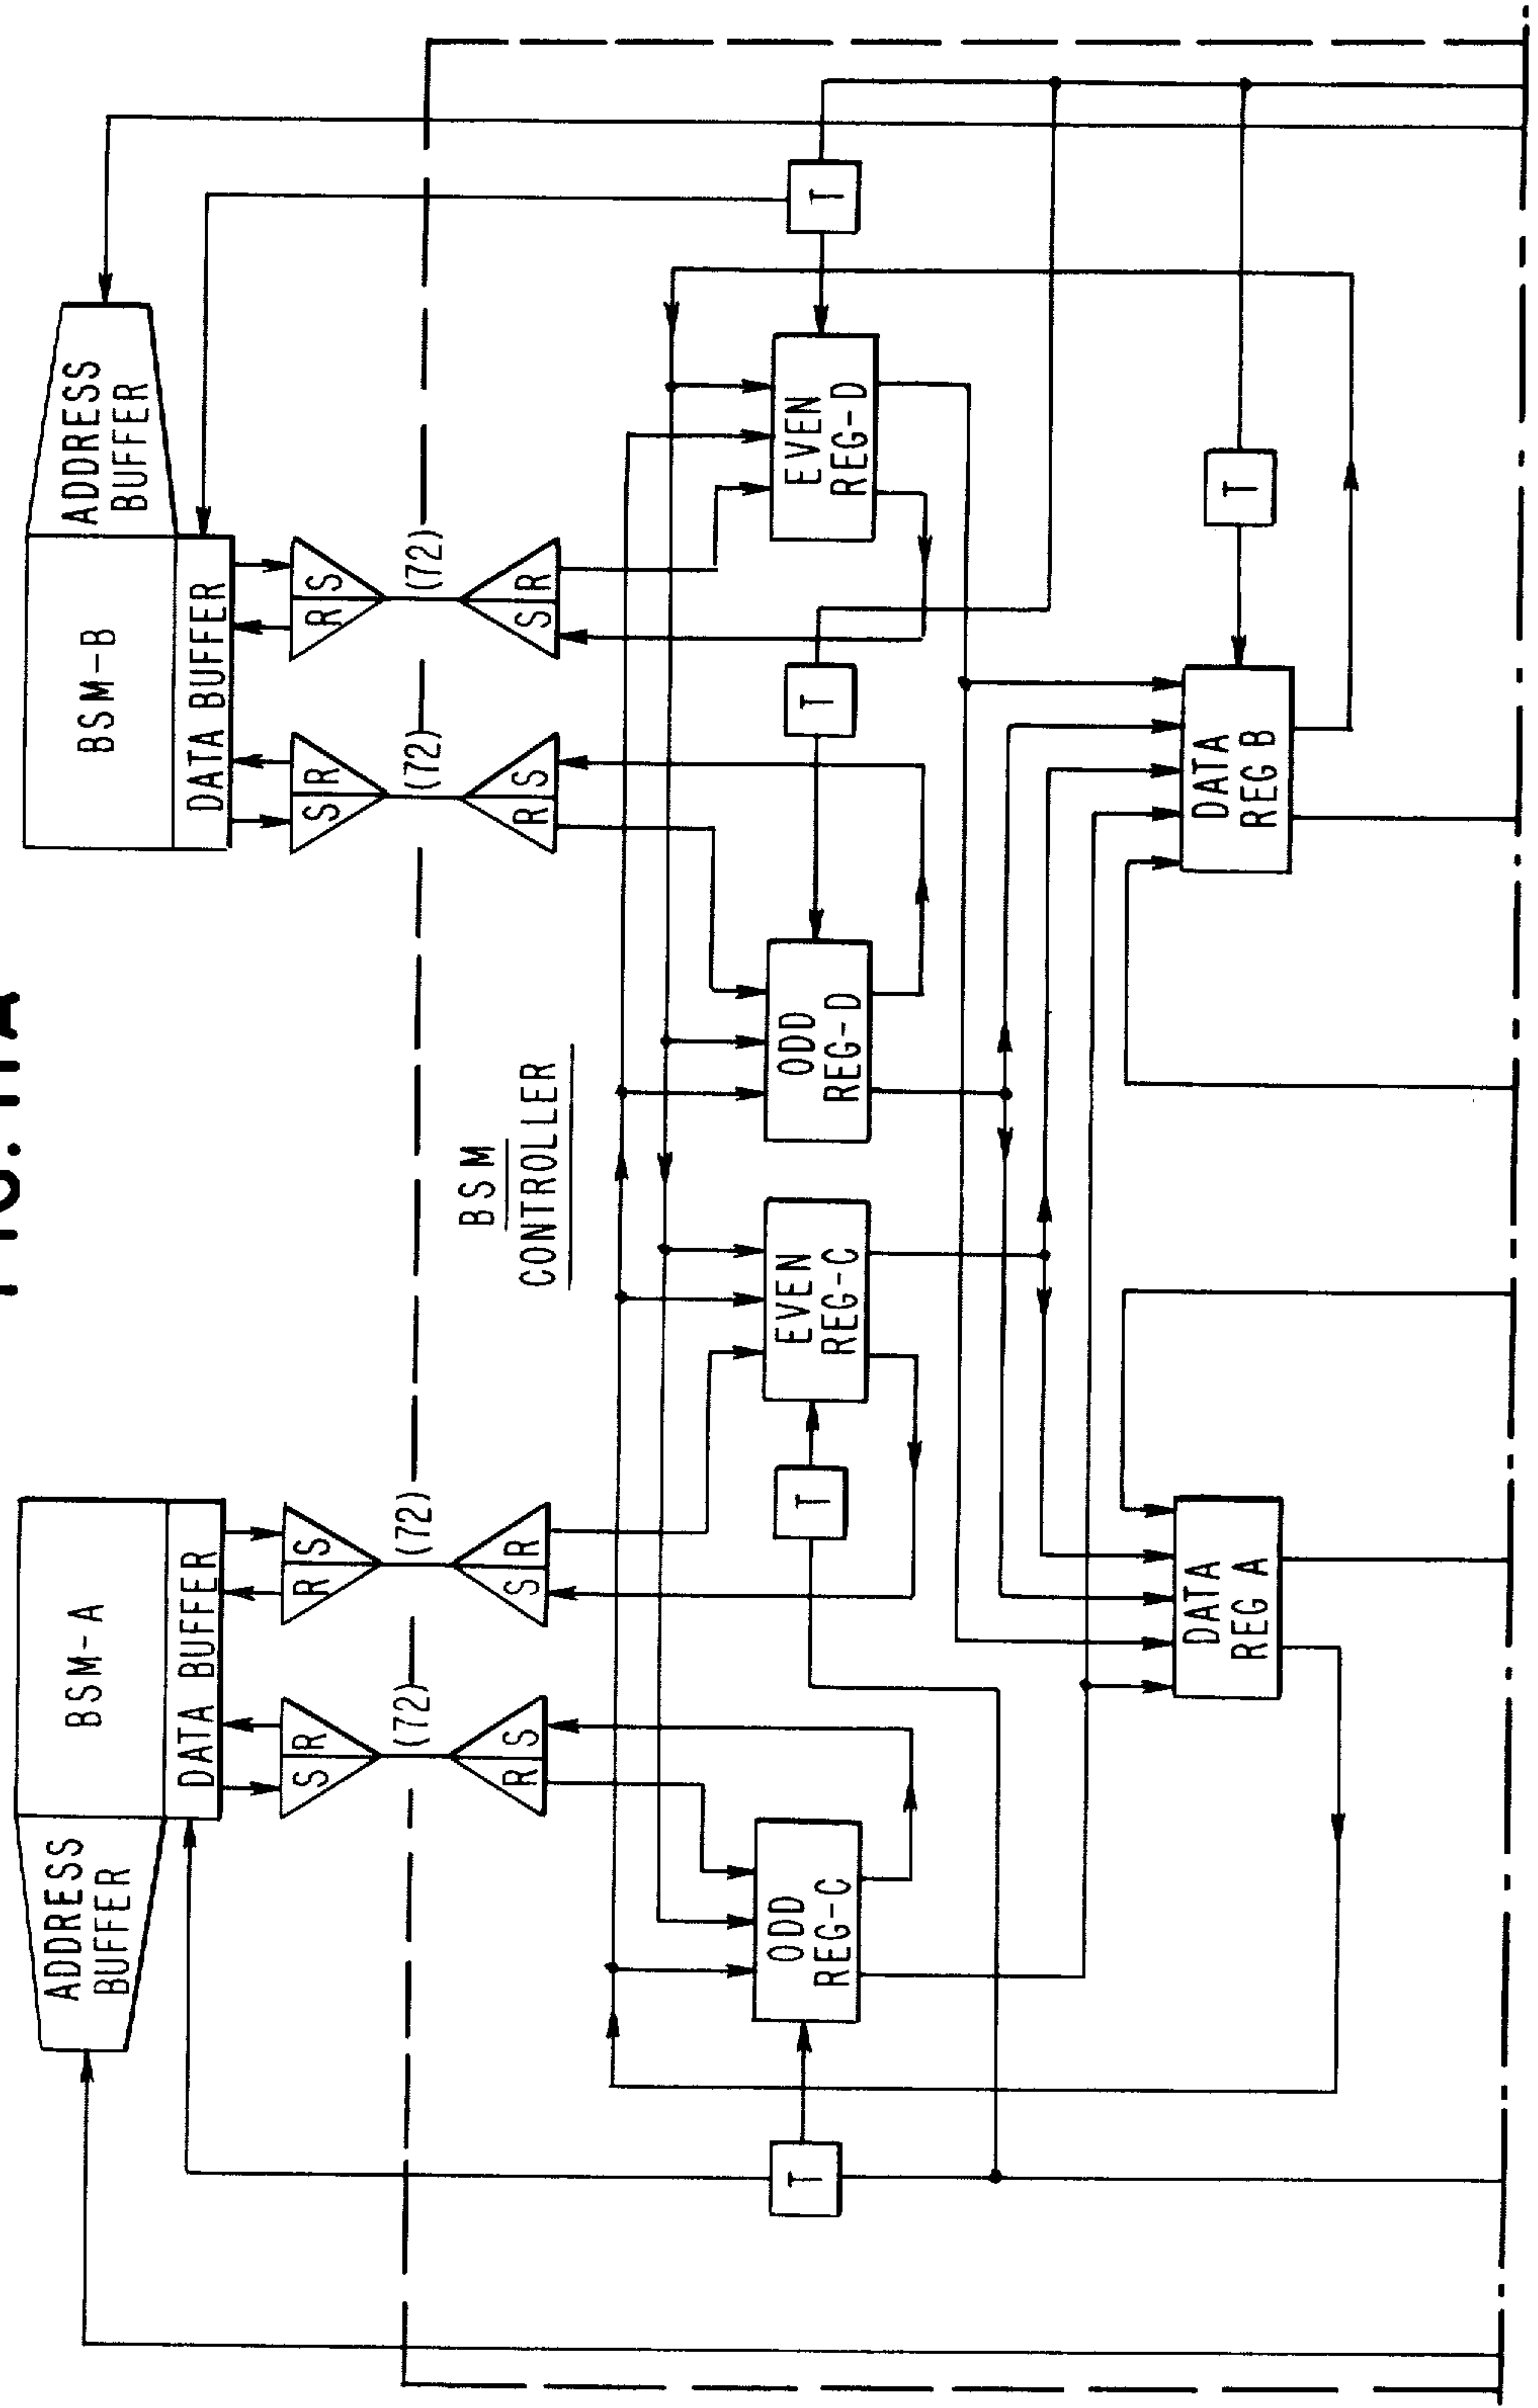 BSM-A
ADDRESS
BUFFER
DATA BUFFER
BSM-B
ADDRESS
BUFFER
DATA BUFFER
S R
R S
S R
R S
(72)
(72)
(72)
(72)
R S
S R
R S
S R
BSM
CONTROLLER
T
ODD
REG-C
T
EVEN
REG-C
ODD
REG-D
T
EVEN
REG-D
T
DATA
REG A
DATA
REG B
T